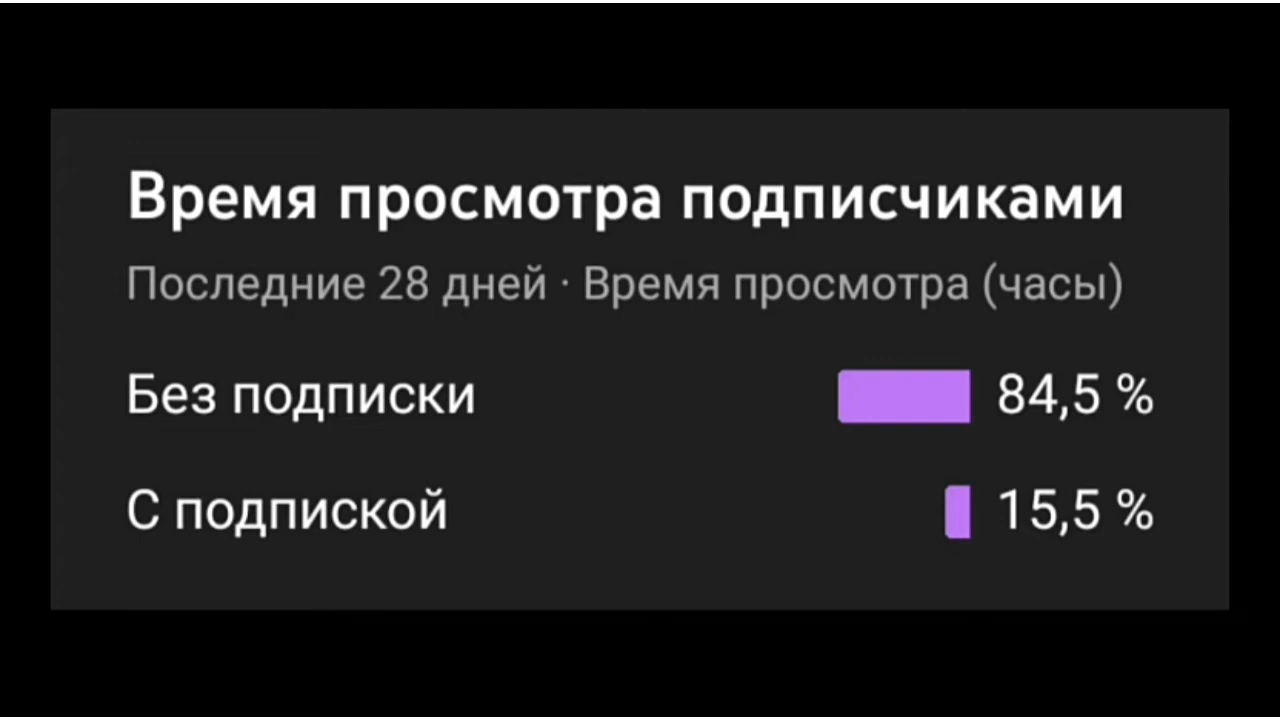 Время просмотра подписчиками
Последние 28 дней · Время просмотра (часы)
Без подписки 84,5 %
С подпиской 15,5 %